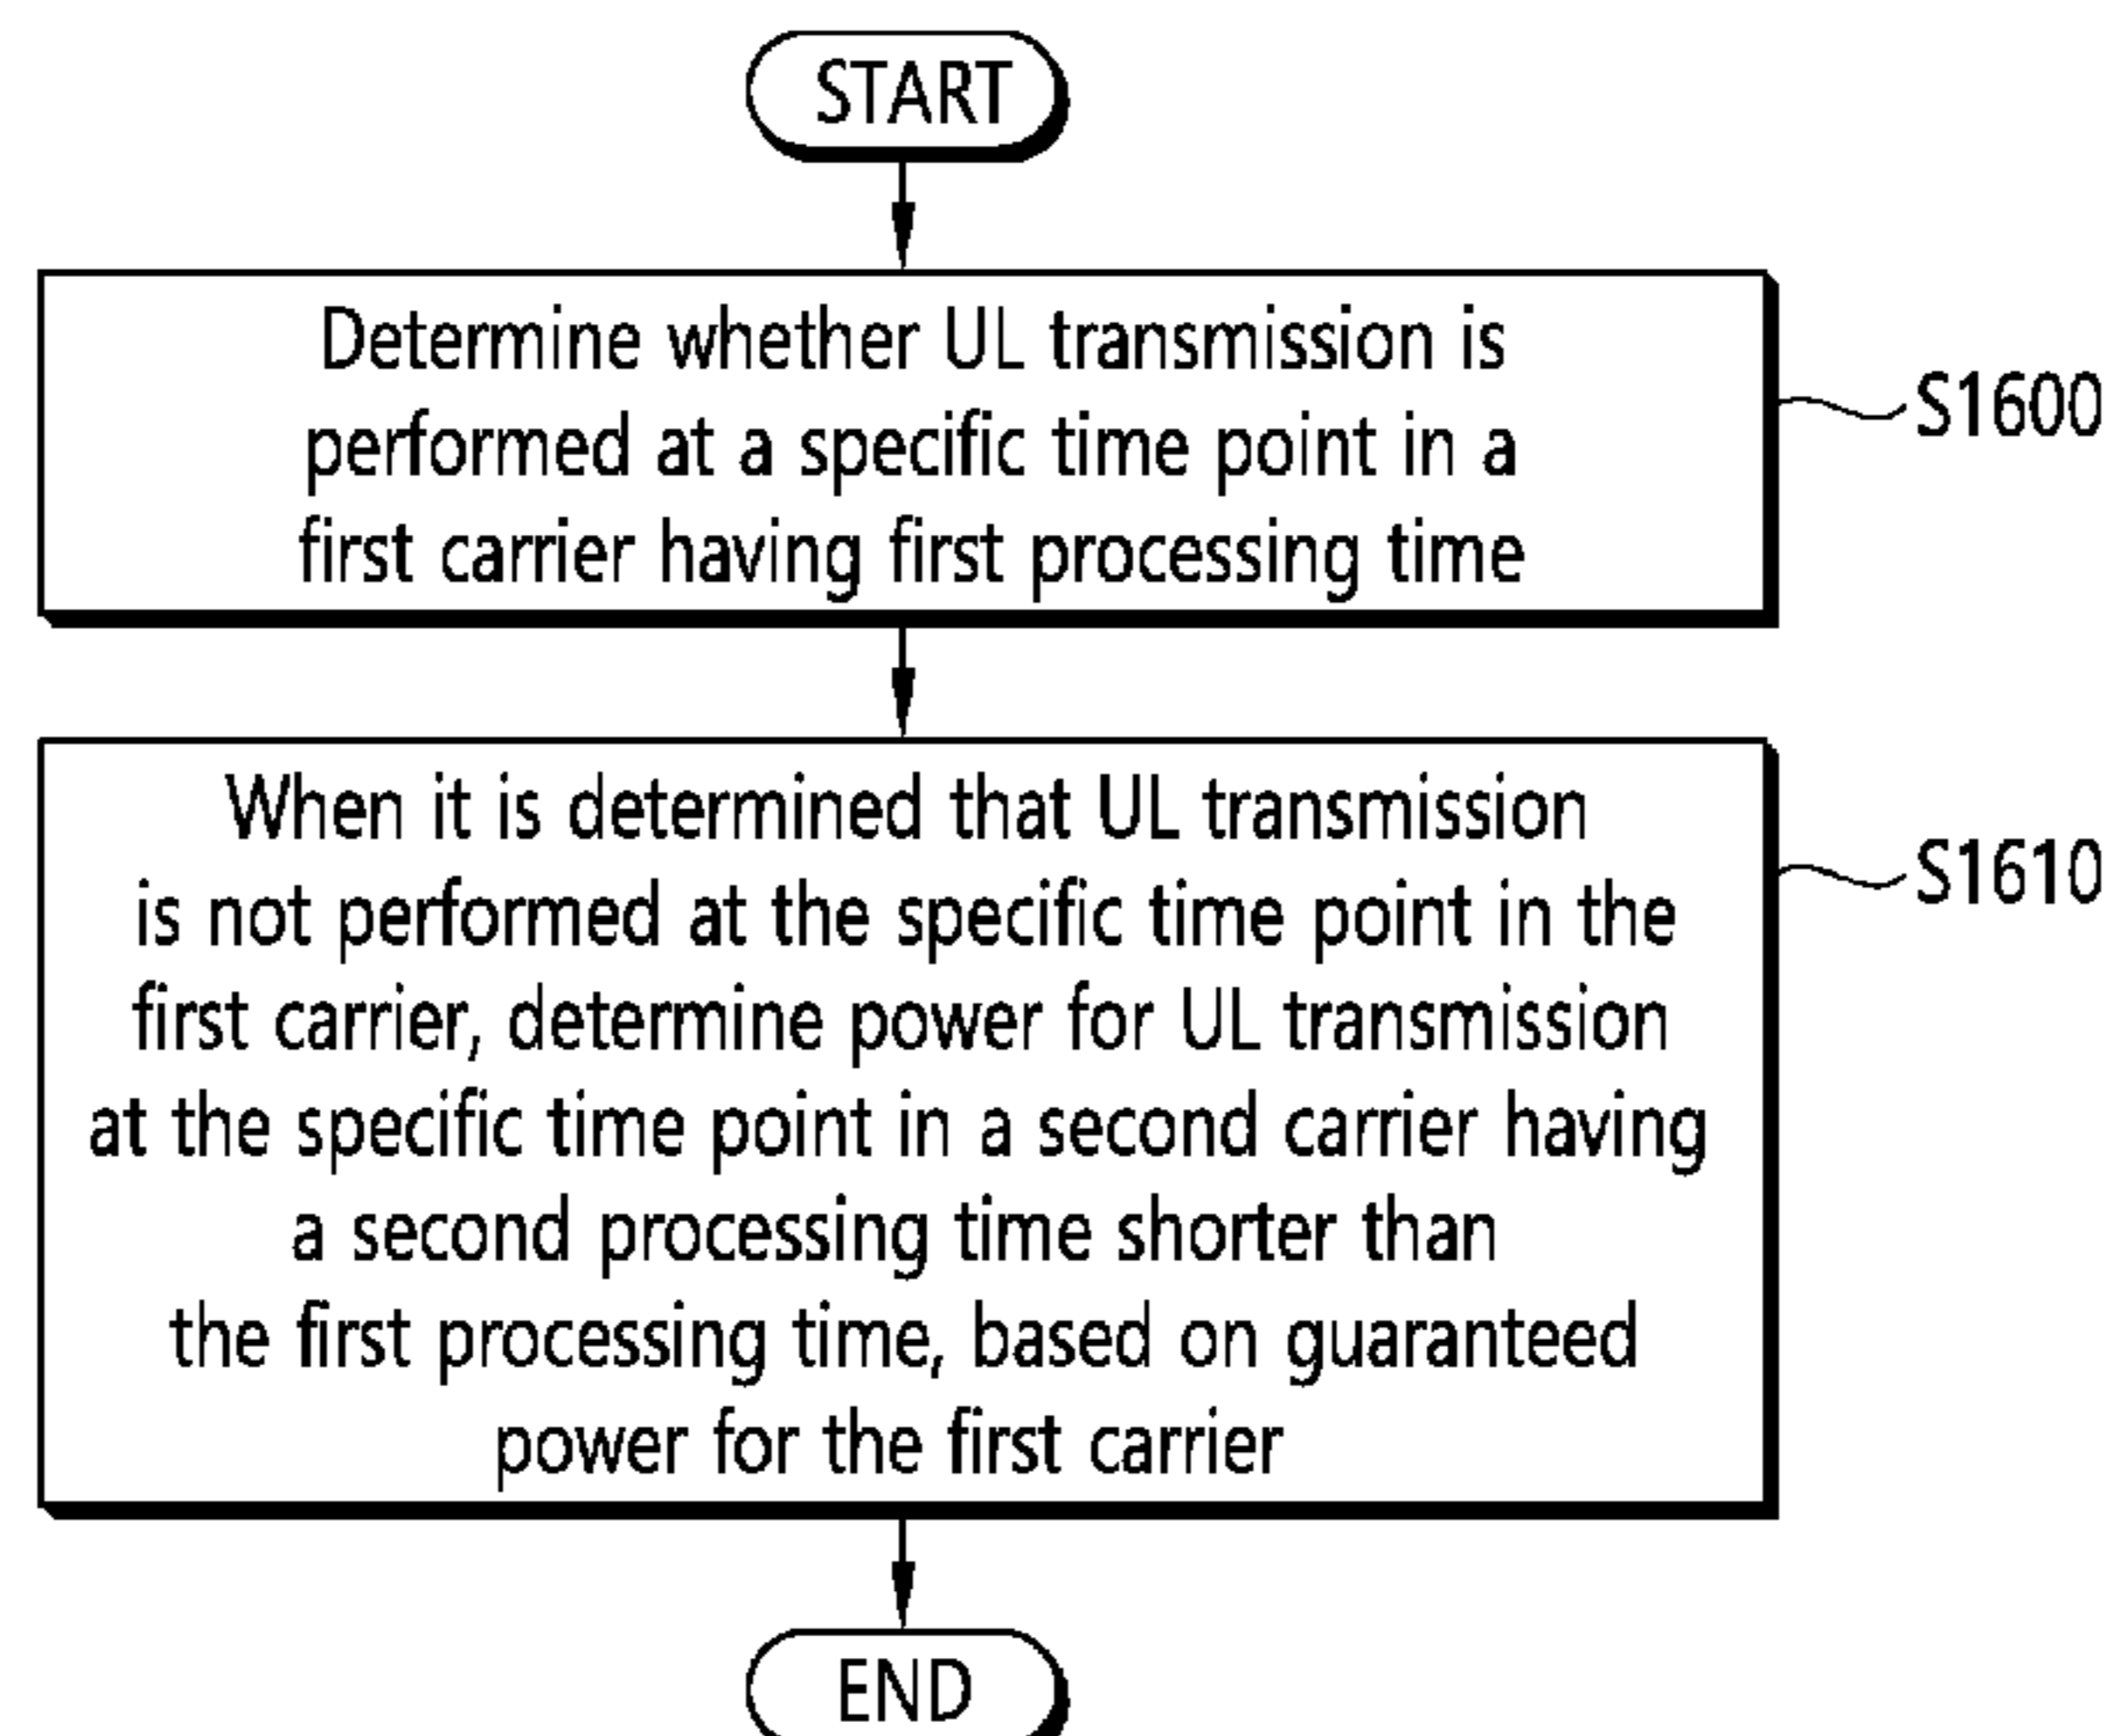 START
Determine whether UL transmission is
performed at a specific time point in a
first carrier having first processing time
S1600
When it is determined that UL transmission
is not performed at the specific time point in the
first carrier, determine power for UL transmission
at the specific time point in a second carrier having
a second processing time shorter than
the first processing time, based on guaranteed
power for the first carrier
S1610
END